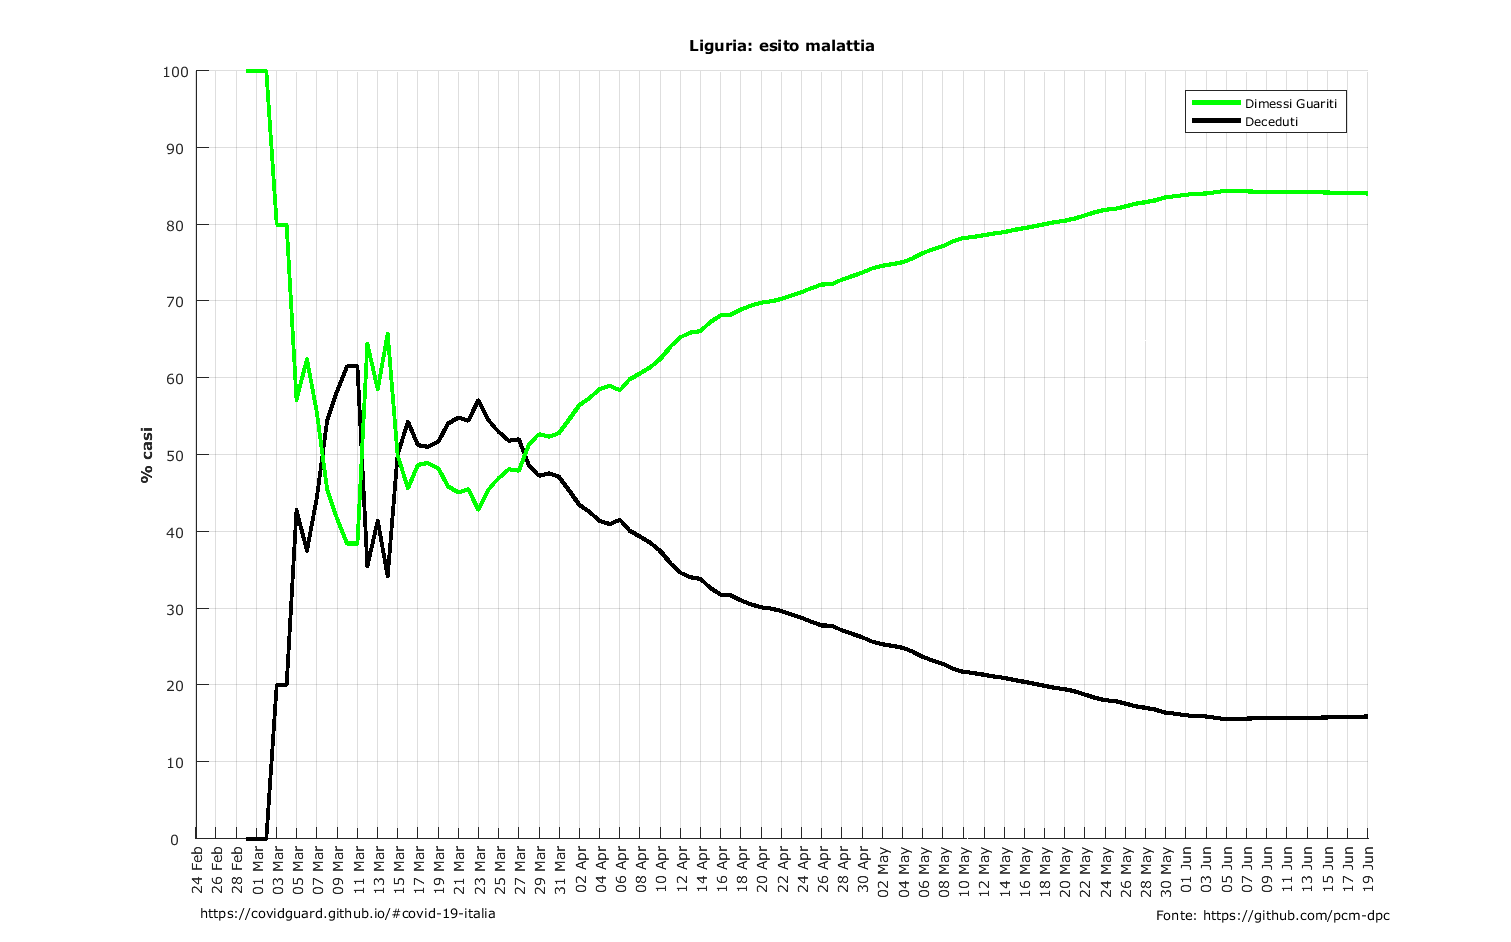 Liguria: esito malattia
Dimessi Guariti
Deceduti
% casi
100
90
80
70
60
50
40
30
20
10
0
24 Feb
26 Feb
28 Feb
01 Mar
03 Mar
05 Mar
07 Mar
09 Mar
11 Mar
13 Mar
15 Mar
17 Mar
19 Mar
21 Mar
23 Mar
25 Mar
27 Mar
29 Mar
31 Mar
02 Apr
04 Apr
06 Apr
08 Apr
10 Apr
12 Apr
14 Apr
16 Apr
18 Apr
20 Apr
22 Apr
24 Apr
26 Apr
28 Apr
30 Apr
02 May
04 May
06 May
08 May
10 May
12 May
14 May
16 May
18 May
20 May
22 May
24 May
26 May
28 May
30 May
01 Jun
03 Jun
05 Jun
07 Jun
09 Jun
11 Jun
13 Jun
15 Jun
17 Jun
19 Jun
https://covidguard.github.io/#covid-19-italia
Fonte: https://github.com/pcm-dpc